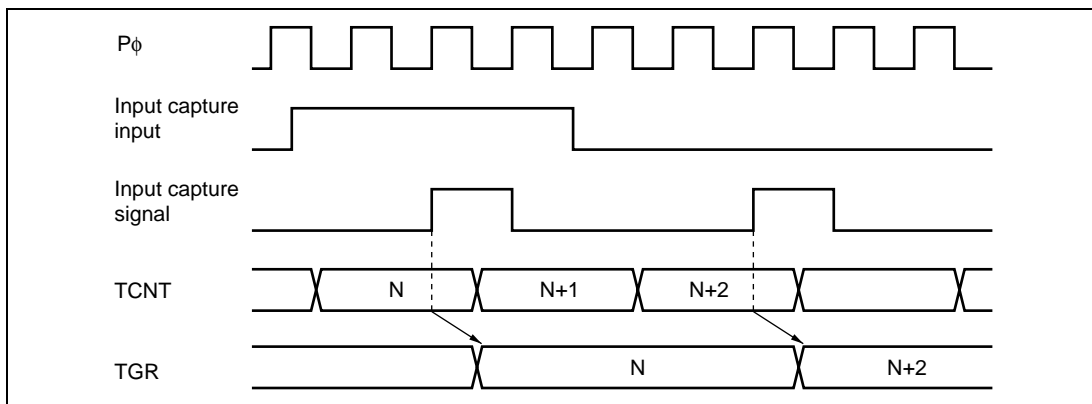 Pϕ
Input capture
input
Input capture
signal
TCNT N N+1 N+2
TGR N N+2